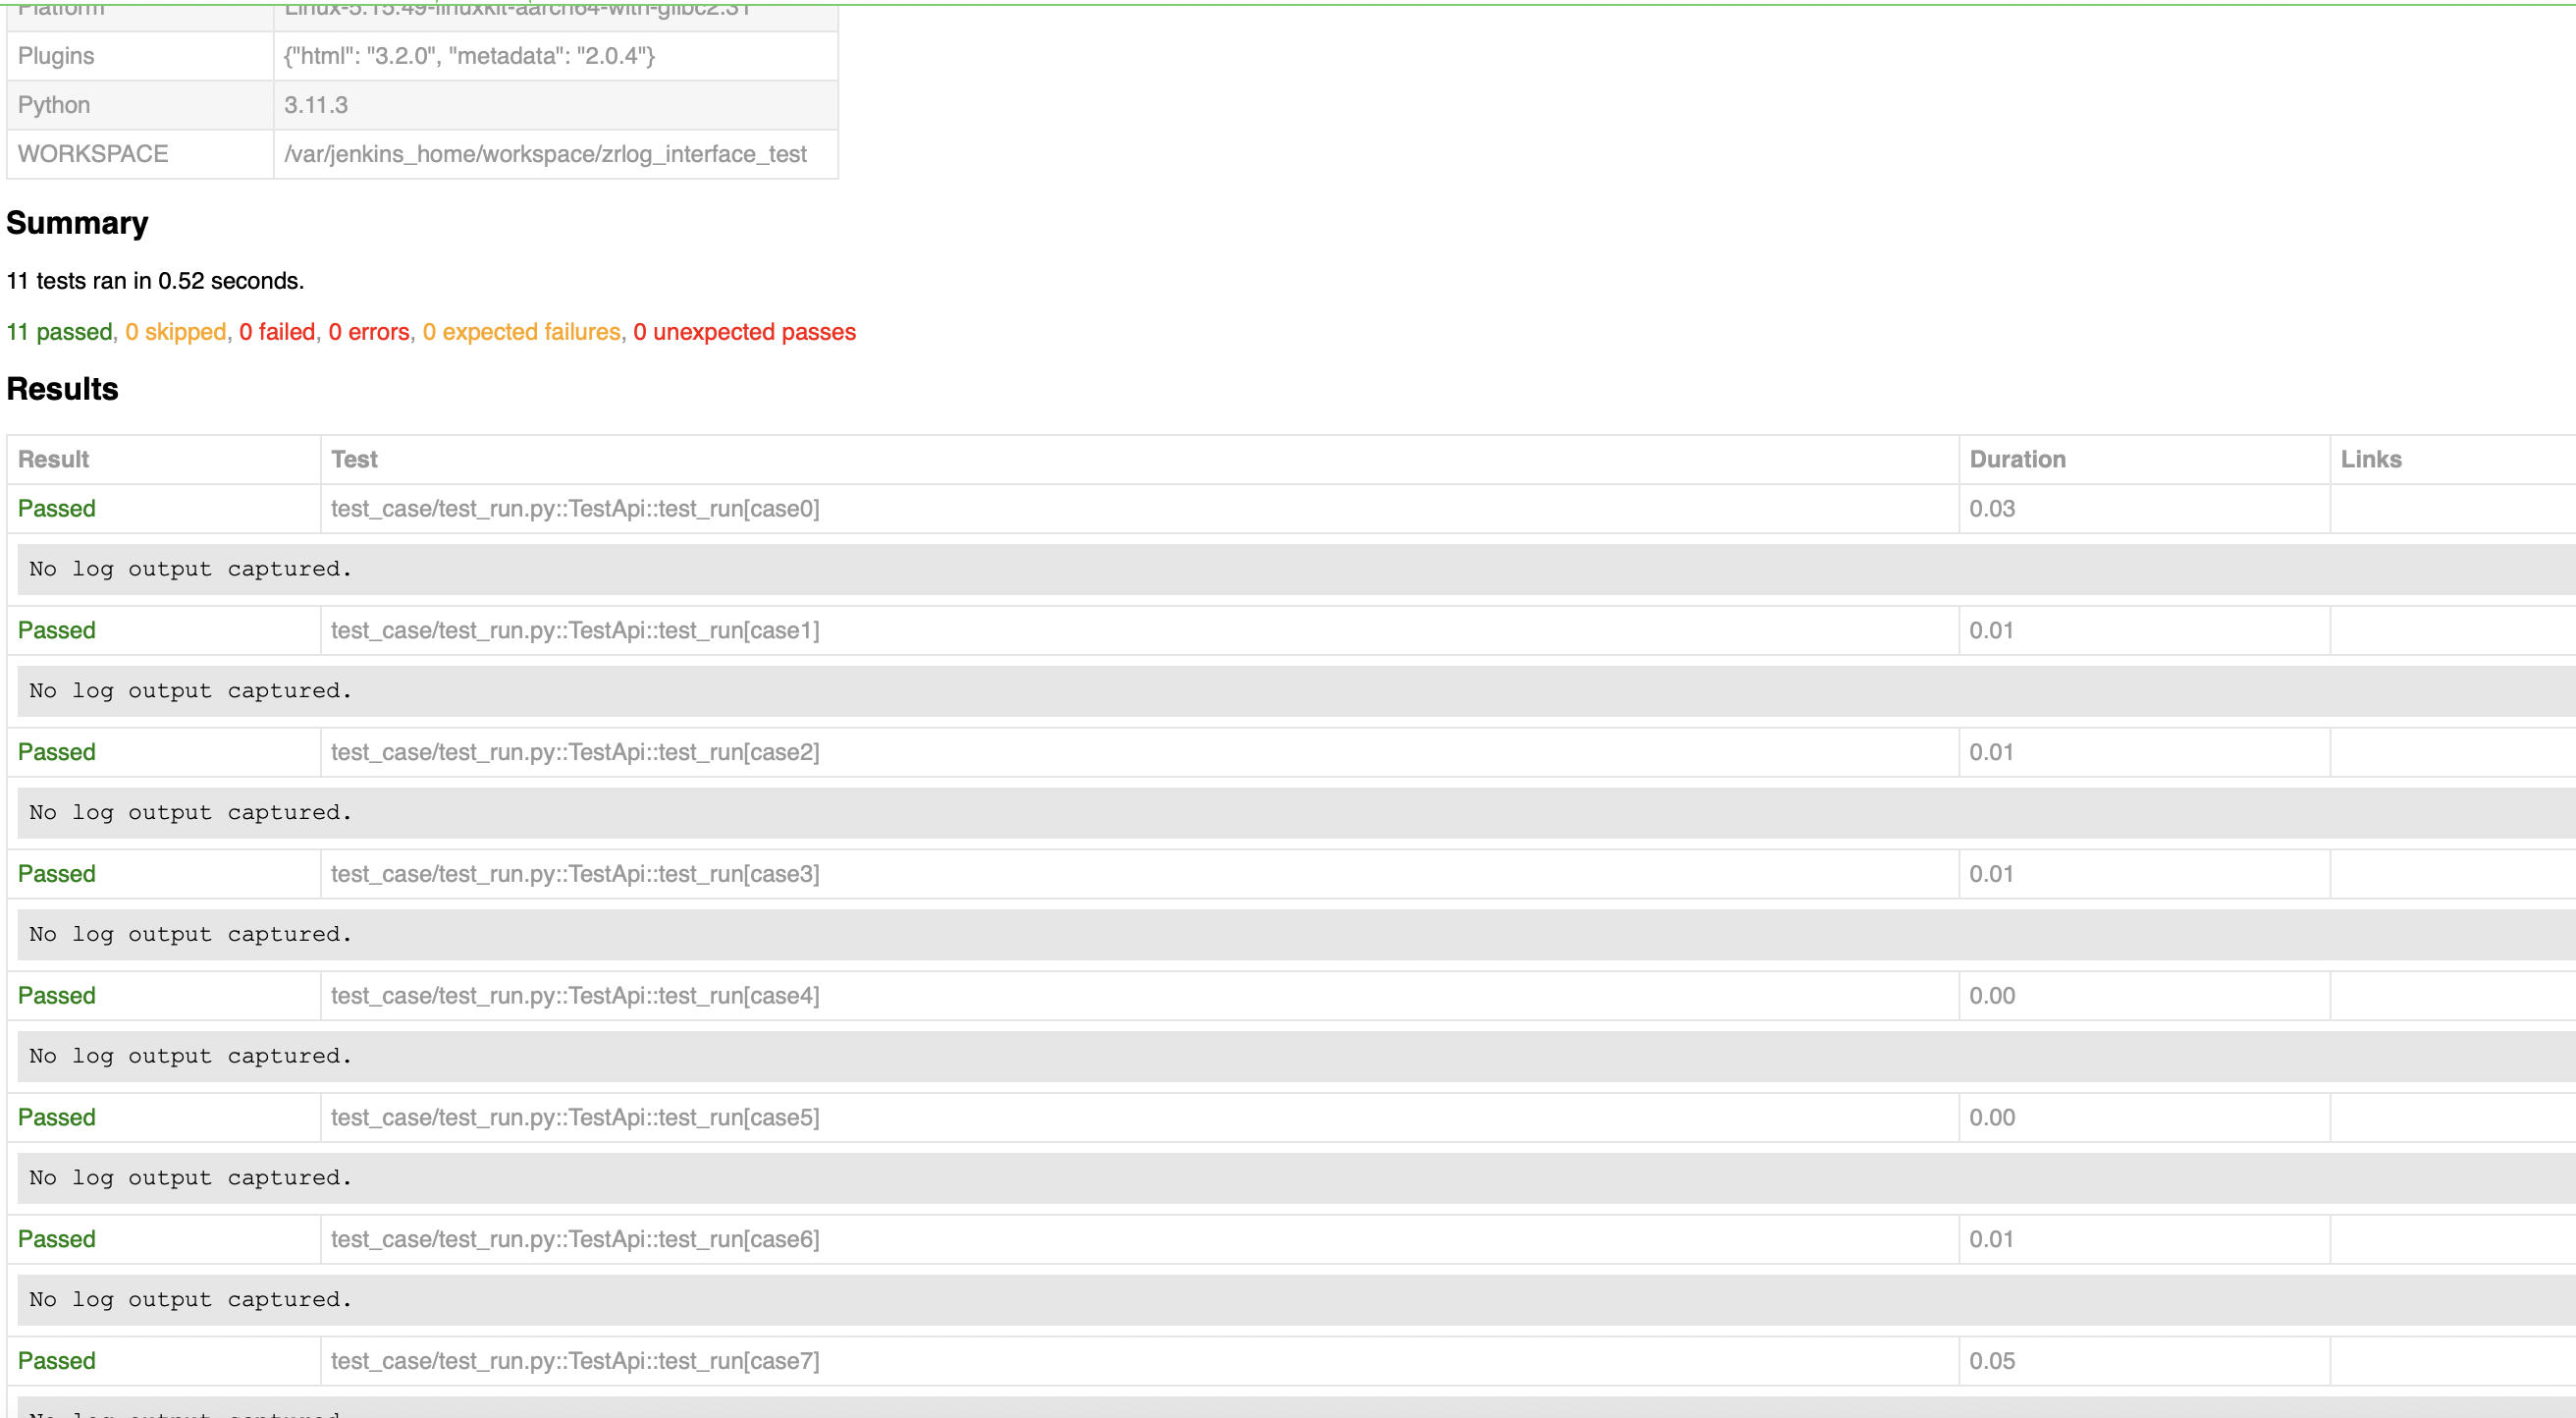 Platform Linux-5.15.49-linuxkit-aarch64-with-glibc2.31
Plugins {"html": "3.2.0", "metadata": "2.0.4"}
Python 3.11.3
WORKSPACE /var/jenkins_home/workspace/zrlog_interface_test
Summary
11 tests ran in 0.52 seconds.
11 passed, 0 skipped, 0 failed, 0 errors, 0 expected failures, 0 unexpected passes
Results
Result Test Duration Links
Passed test_case/test_run.py::TestApi::test_run[case0] 0.03
No log output captured.
Passed test_case/test_run.py::TestApi::test_run[case1] 0.01
No log output captured.
Passed test_case/test_run.py::TestApi::test_run[case2] 0.01
No log output captured.
Passed test_case/test_run.py::TestApi::test_run[case3] 0.01
No log output captured.
Passed test_case/test_run.py::TestApi::test_run[case4] 0.00
No log output captured.
Passed test_case/test_run.py::TestApi::test_run[case5] 0.00
No log output captured.
Passed test_case/test_run.py::TestApi::test_run[case6] 0.01
No log output captured.
Passed test_case/test_run.py::TestApi::test_run[case7] 0.05
No log output captured.